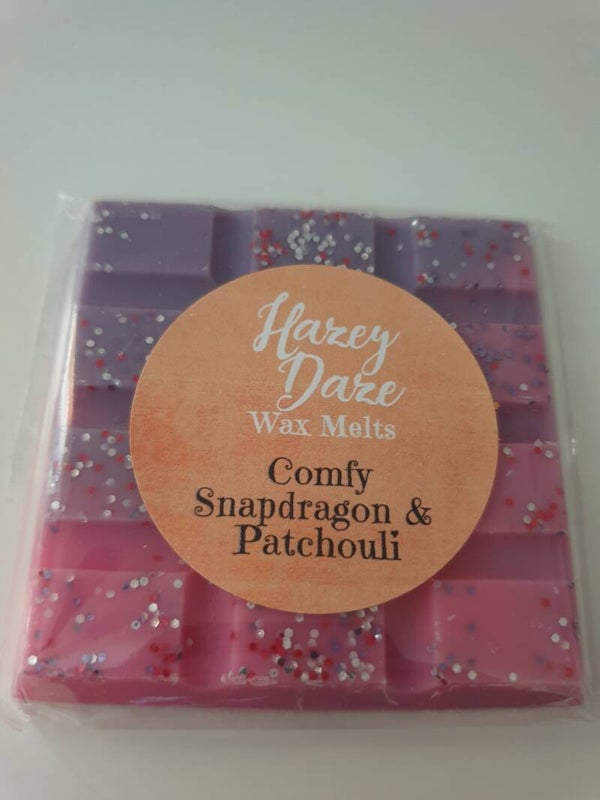 Hazey
Daze
Wax Melts
Comfy
Snapdragon &
Patchouli